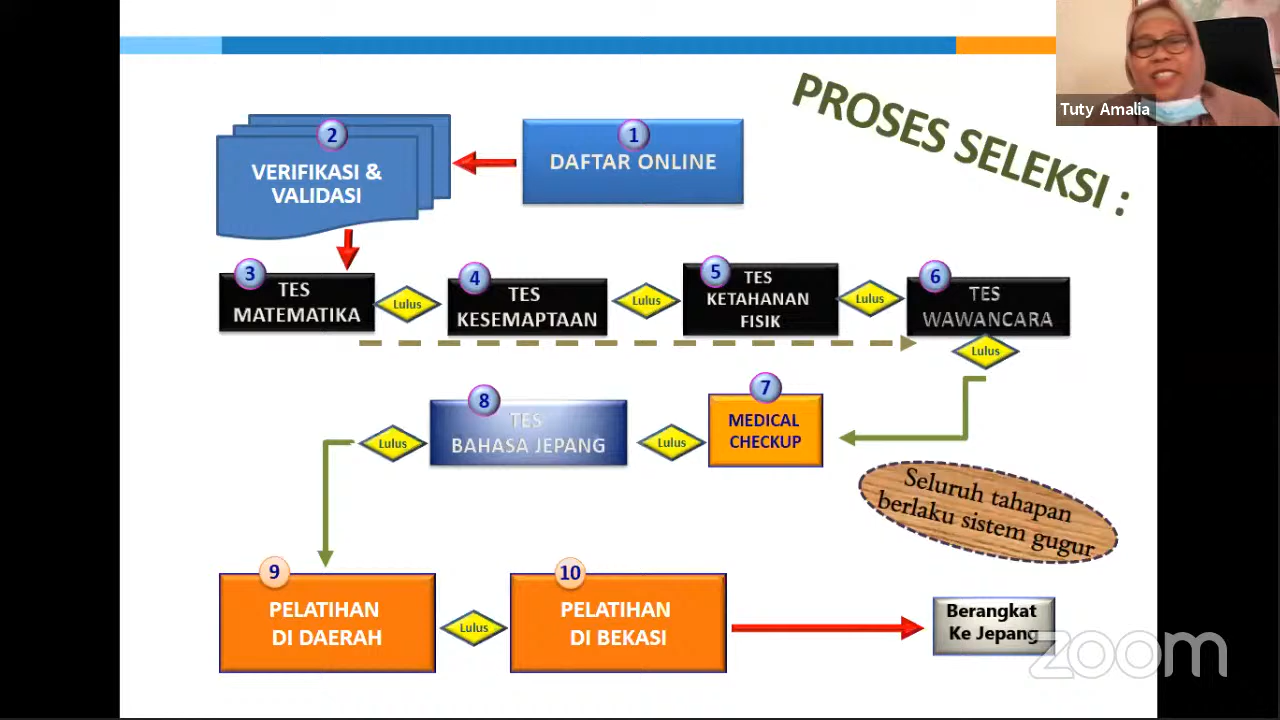 PROSES SELEKSI :
Tuty Amalia
1
DAFTAR ONLINE
2
VERIFIKASI &
VALIDASI
3
TES
MATEMATIKA
Lulus
4
TES
KESEMAPTAAN
Lulus
5
TES
KETAHANAN
FISIK
Lulus
6
TES
WAWANCARA
Lulus
7
MEDICAL
CHECKUP
Lulus
8
TES
BAHASA JEPANG
Lulus
Seluruh tahapan
berlaku sistem gugur
9
PELATIHAN
DI DAERAH
Lulus
10
PELATIHAN
DI BEKASI
Berangkat
Ke Jepang
zoom